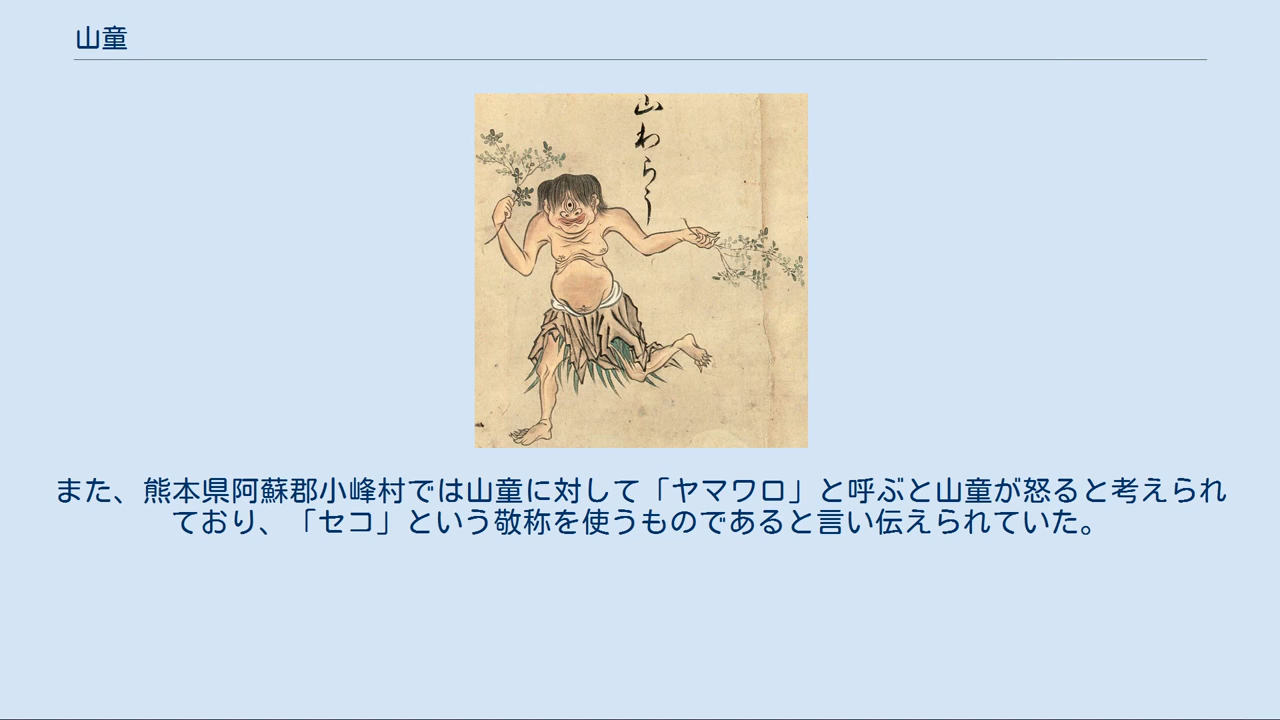 山童
山わらう
また、熊本県阿蘇郡小峰村では山童に対して「ヤマワロ」と呼ぶと山童が怒ると考えられ
ており、「セコ」という敬称を使うものであると言い伝えられていた。